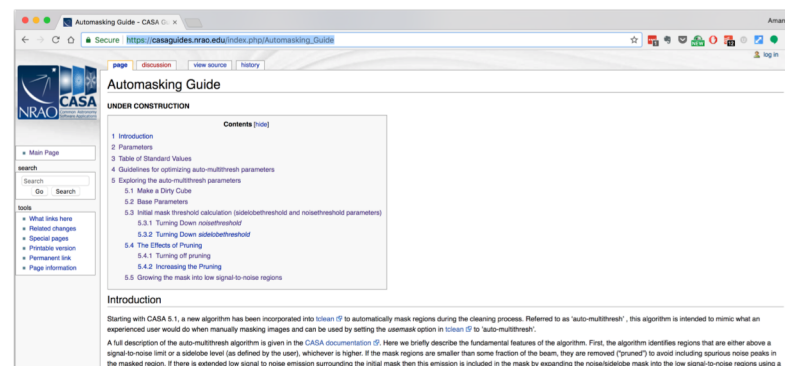 Automasking Guide - CASA Gu
Aman
Secure https://casaguides.nrao.edu/index.php/Automasking_Guide
log in
page discussion view source history
Automasking Guide
UNDER CONSTRUCTION
Contents [hide]
1 Introduction
2 Parameters
3 Table of Standard Values
4 Guidelines for optimizing auto-multithresh parameters
5 Exploring the auto-multithresh parameters
5.1 Make a Dirty Cube
5.2 Base Parameters
5.3 Initial mask threshold calculation (sidelobethreshold and noisethreshold parameters)
5.3.1 Turning Down noisethreshold
5.3.2 Turning Down sidelobethreshold
5.4 The Effects of Pruning
5.4.1 Turning off pruning
5.4.2 Increasing the Pruning
5.5 Growing the mask into low signal-to-noise regions
CASA
NRAO
Common Astronomy
Software Applications
Main Page
search
Search
Go Search
tools
What links here
Related changes
Special pages
Printable version
Permanent link
Page information
Introduction
Starting with CASA 5.1, a new algorithm has been incorporated into tclean to automatically mask regions during the cleaning process. Referred to as 'auto-multithresh' , this algorithm is intended to mimic what an
experienced user would do when manually masking images and can be used by setting the usemask option in tclean to 'auto-multithresh'.
A full description of the auto-multithresh algorithm is given in the CASA documentation. Here we briefly describe the fundamental features of the algorithm. First, the algorithm identifies regions that are either above a
signal-to-noise limit or a sidelobe level (as defined by the user), whichever is higher. If the mask regions are smaller than some fraction of the beam, they are removed ("pruned") to avoid including spurious noise peaks in
the masked region. If there is extended low signal to noise emission surrounding the initial mask then this emission is included in the mask by expanding the noise/sidelobe mask into the low signal-to-noise regions using a